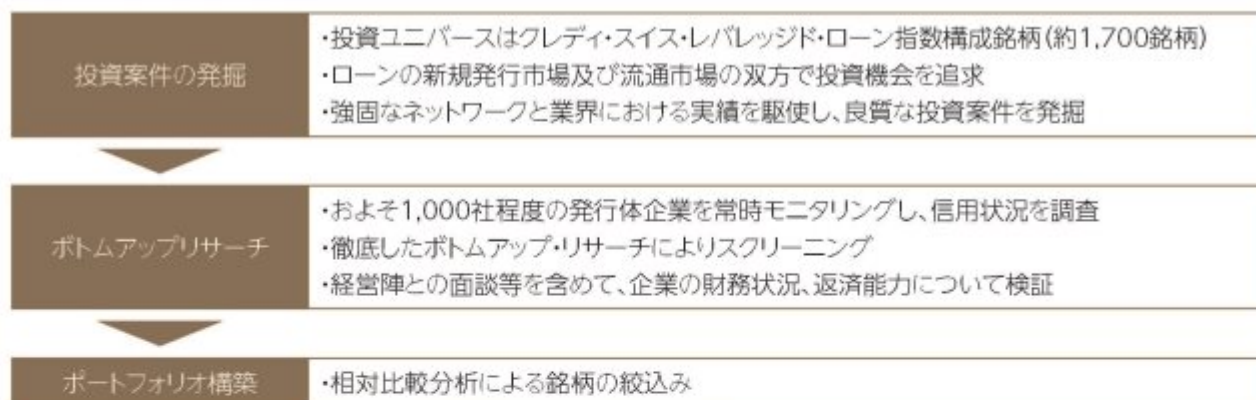 投資案件の発掘
・投資ユニバースはクレディ・スイス・レバレッジド・ローン指数構成銘柄(約1,700銘柄)
・ローンの新規発行市場及び流通市場の双方で投資機会を追求
・強固なネットワークと業界における実績を駆使し、良質な投資案件を発掘
ボトムアップリサーチ
・およそ1,000社程度の発行体企業を常時モニタリングし、信用状況を調査
・徹底したボトムアップ・リサーチによりスクリーニング
・経営陣との面談等を含めて、企業の財務状況、返済能力について検証
ポートフォリオ構築
・相対比較分析による銘柄の絞込み